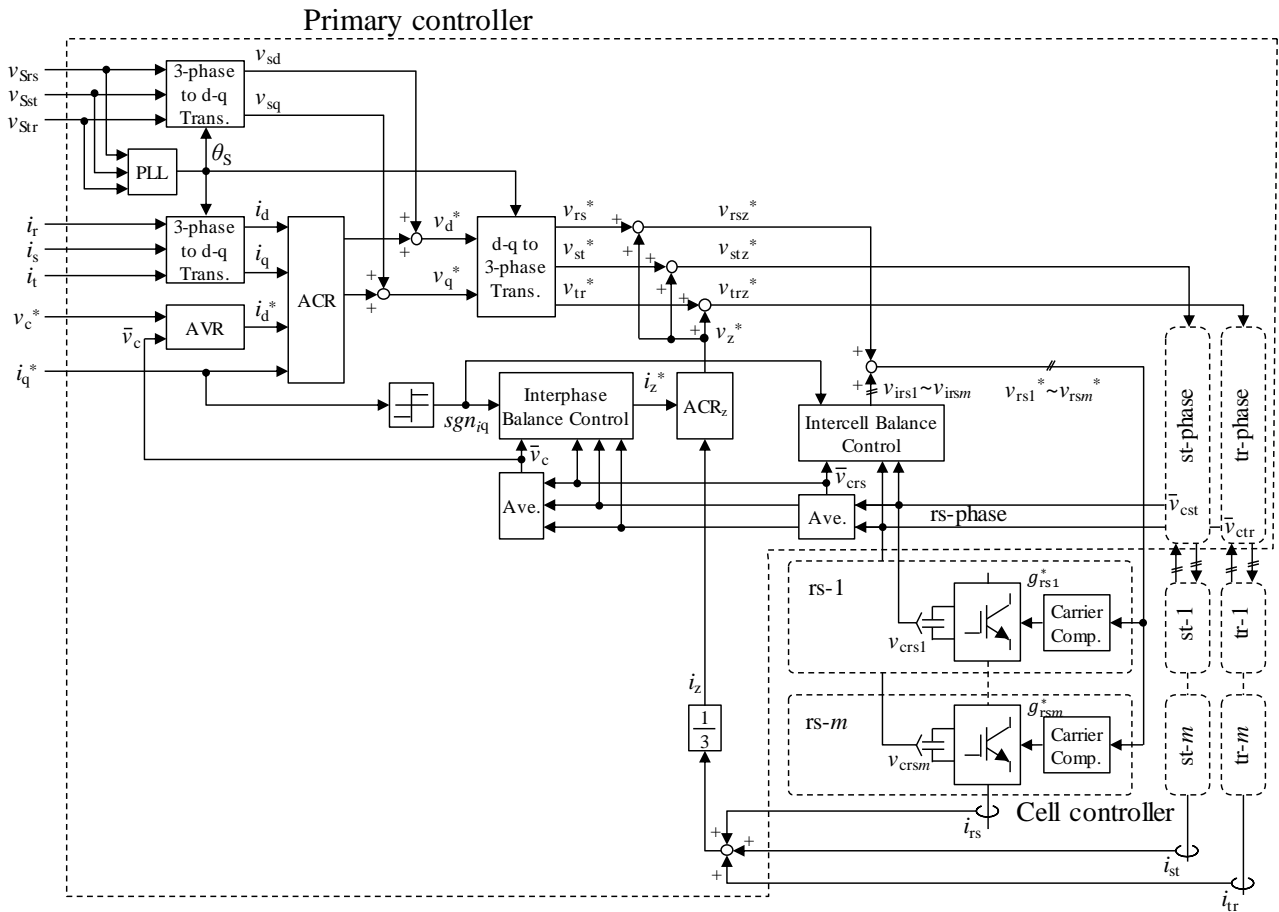 Primary controller
v_Srs
v_Sst
v_Str
3-phase
to d-q
Trans.
v_sd
v_sq
PLL
θ_S
i_r
i_s
i_t
3-phase
to d-q
Trans.
i_d
i_q
v_c*
v̄_c
AVR
i_d*
i_q*
ACR
+
+
+
+
v_d*
v_q*
d-q to
3-phase
Trans.
v_rs*
v_st*
v_tr*
+
+
+
+
+
+
v_rsz*
v_stz*
v_trz*
v_z*
sgn_iq
Interphase
Balance Control
i_z*
ACR_z
v̄_c
Ave.
+
+
v_irs1~v_irsm
v_rs1*~v_rsm*
Intercell Balance
Control
v̄_crs
Ave.
rs-phase
st-phase
tr-phase
v̄_cst
v̄_ctr
rs-1
v_crs1
g*_rs1
Carrier
Comp.
st-1
tr-1
rs-m
v_crsm
g*_rsm
Carrier
Comp.
st-m
tr-m
i_z
1
3
Cell controller
+
+
+
i_rs
i_st
i_tr